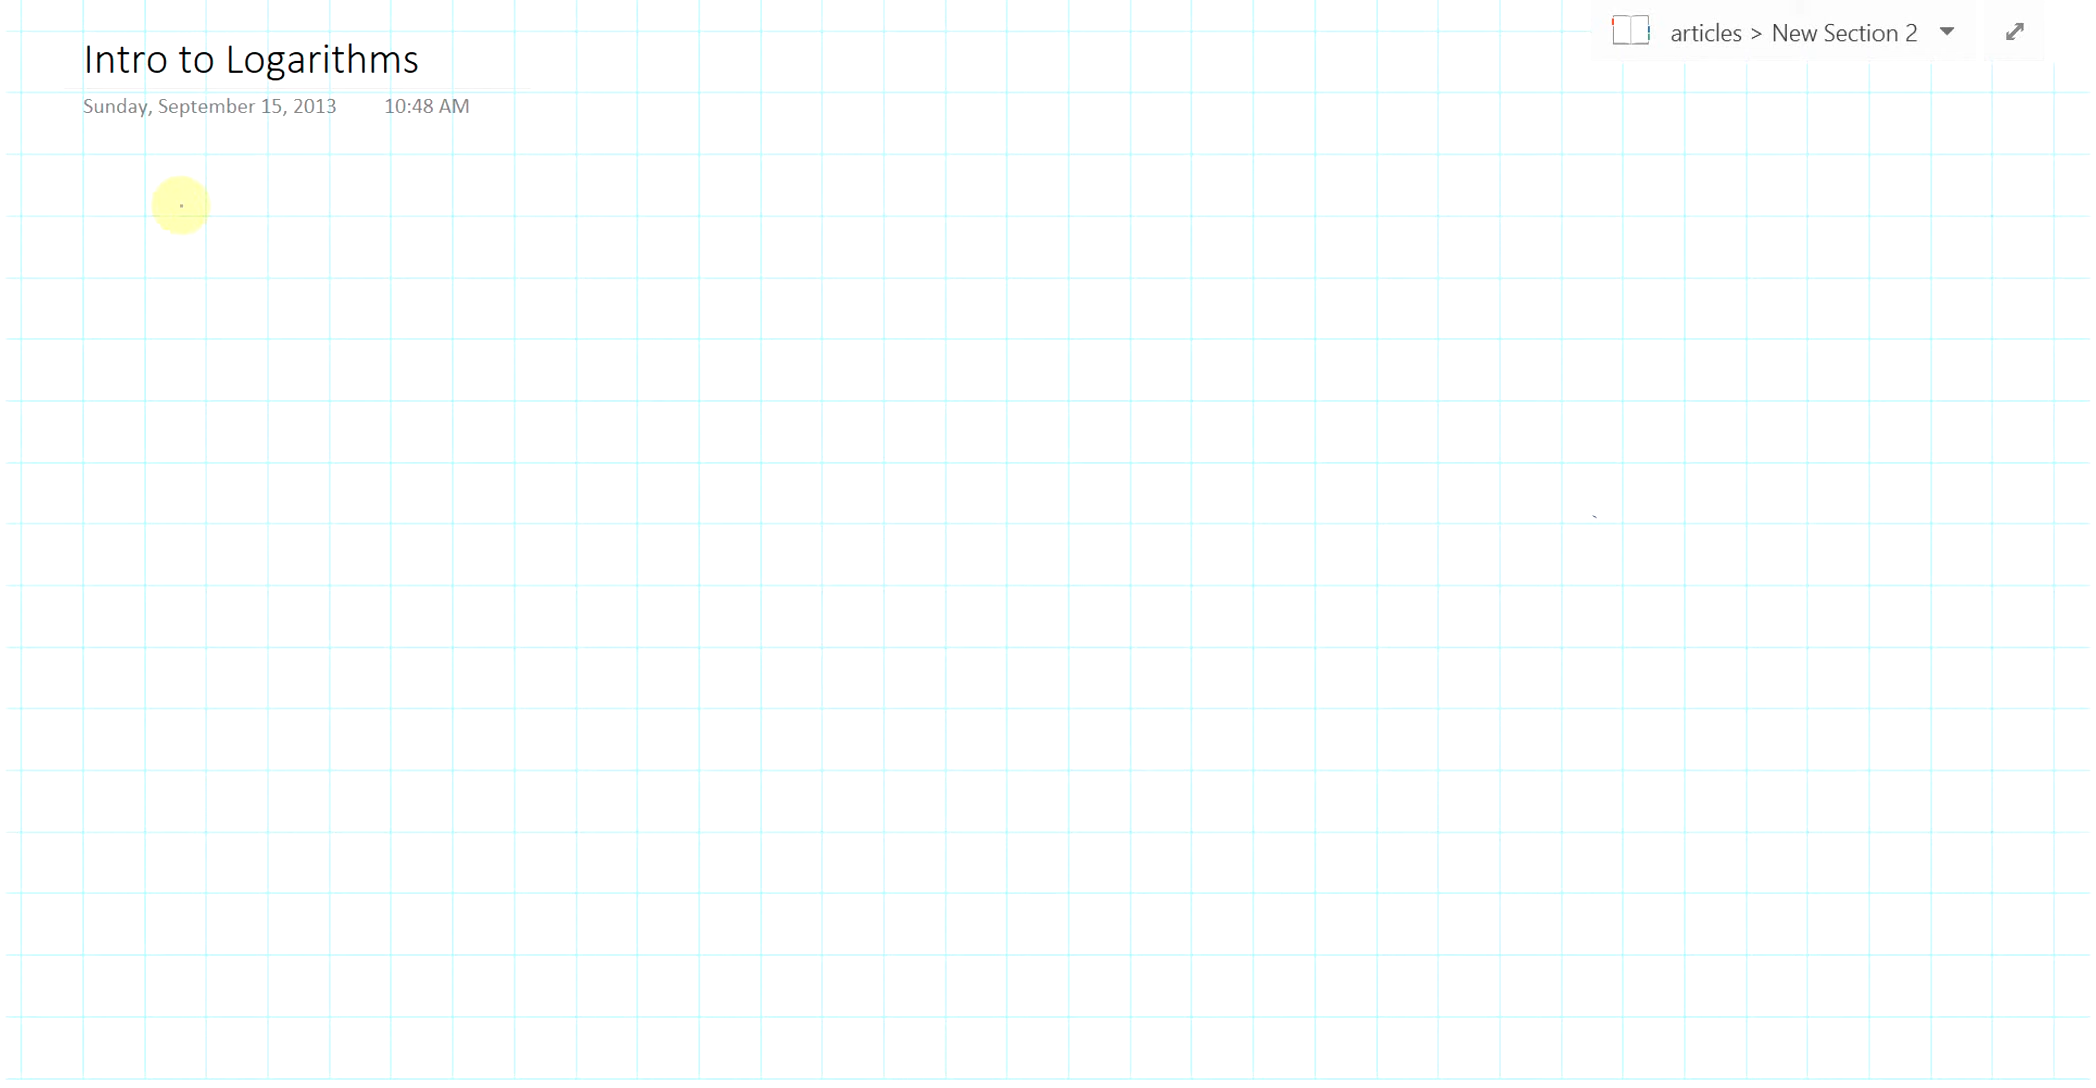 Intro to Logarithms
articles > New Section 2
Sunday, September 15, 2013 10:48 AM